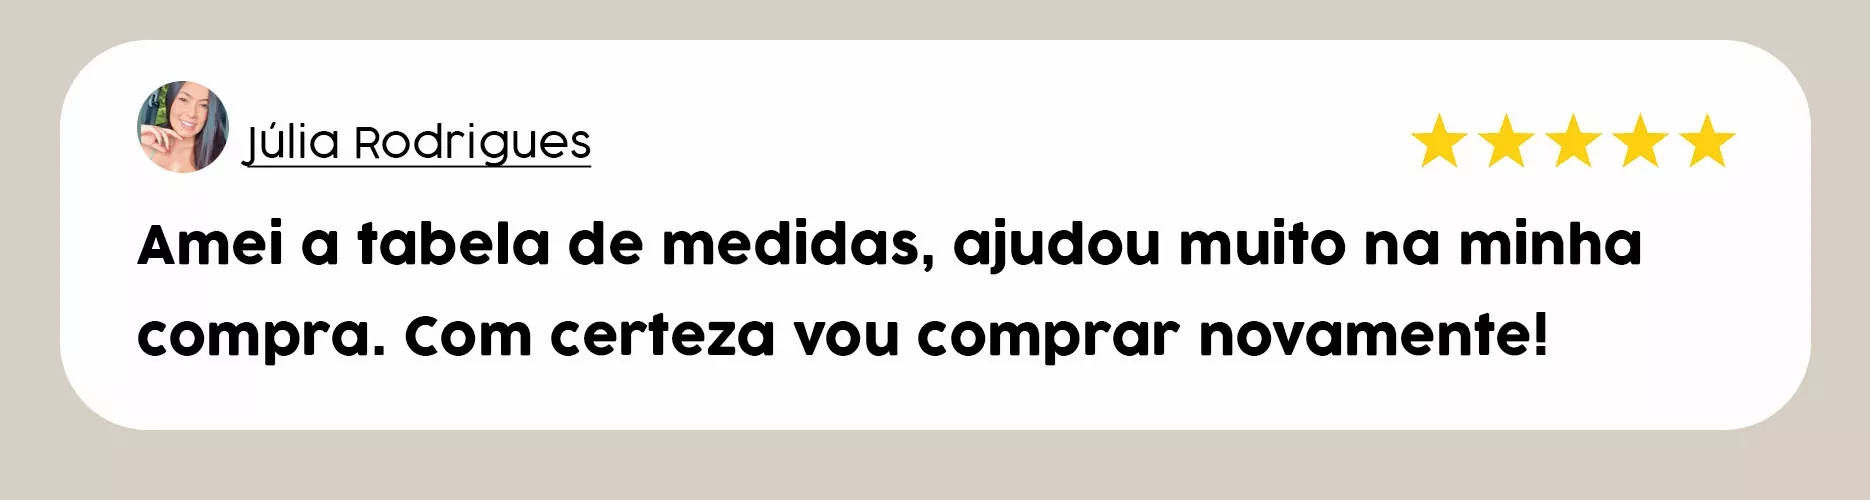 Júlia Rodrigues
Amei a tabela de medidas, ajudou muito na minha
compra. Com certeza vou comprar novamente!